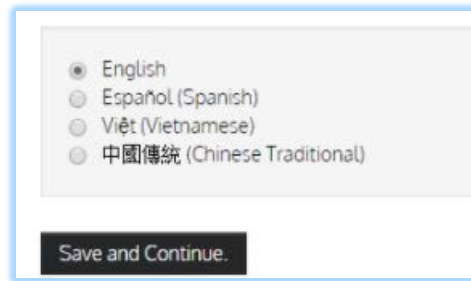 English
Español (Spanish)
Việt (Vietnamese)
中國傳統 (Chinese Traditional)
Save and Continue.